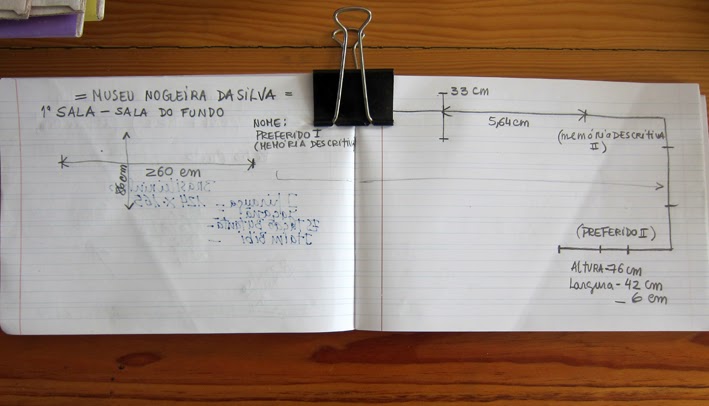 = MUSEU NOGUEIRA DA SILVA =
1ª SALA - SALA DO FUNDO
NOME:
PREFERIDO I
(MEMÓRIA DESCRITIVA
260 cm
33 cm
5,64 cm
(MEMÓRIA DESCRITIVA
II)
(PREFERIDO II)
ALTURA-76 cm
Largura-42 cm
- 6 cm